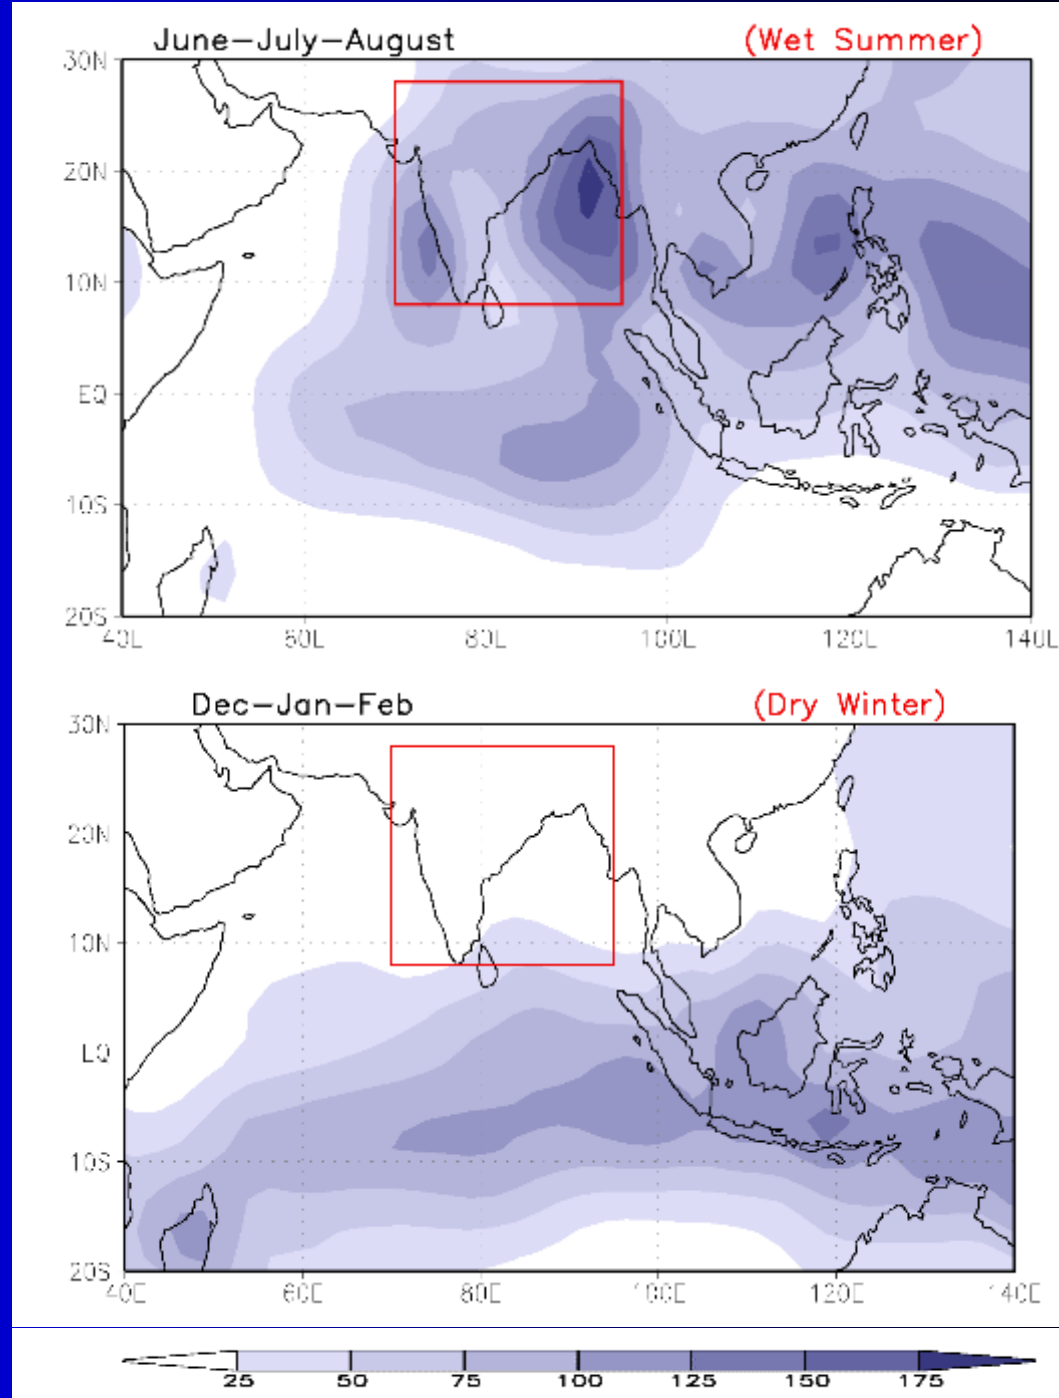 June-July-August (Wet Summer)
30N
20N
10N
EQ
10S
20S
40E 60E 80E 100E 120E 140E
Dec-Jan-Feb (Dry Winter)
30N
20N
10N
EQ
10S
20S
40E 60E 80E 100E 120E 140E
25 50 75 100 125 150 175